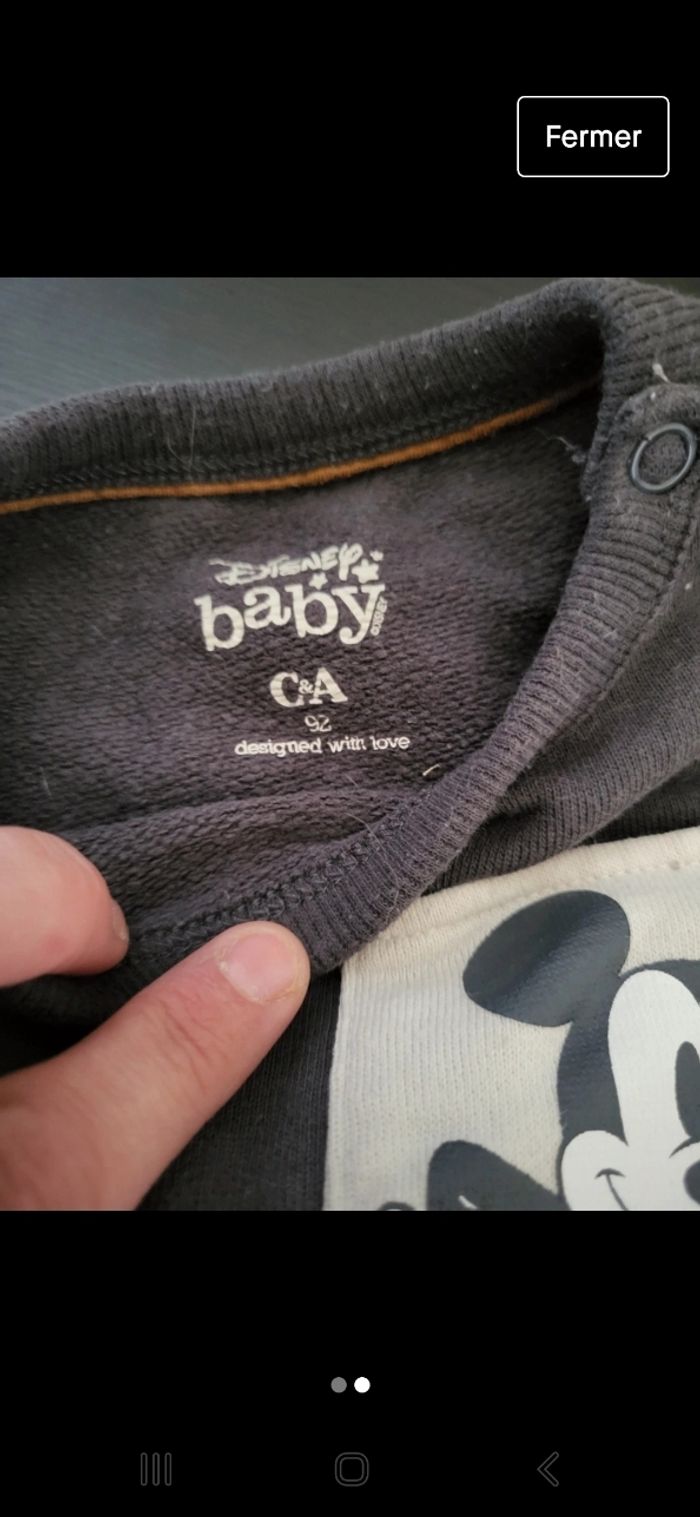 Fermer
Disney
baby
C&A
92
designed with love